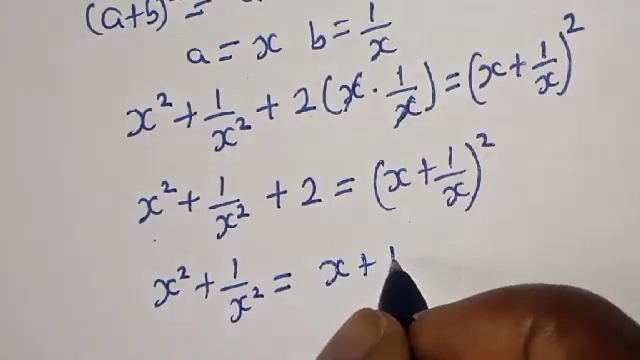 (a+b)² =
a = x b = 1/x
x² + 1/x² + 2(x · 1/x) = (x + 1/x)²
x² + 1/x² + 2 = (x + 1/x)²
x² + 1/x² = x + 1